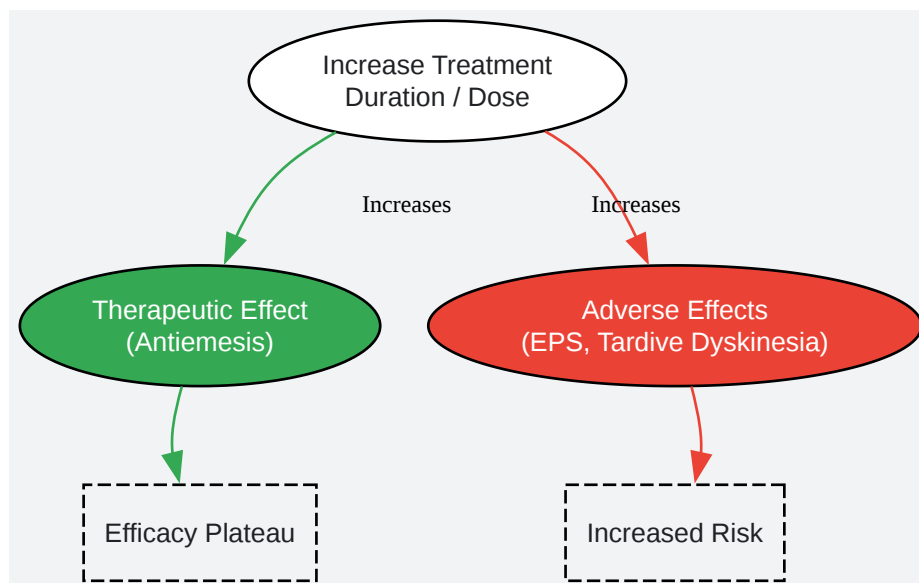 Increase Treatment
Duration / Dose
Increases
Increases
Therapeutic Effect
(Antiemesis)
Adverse Effects
(EPS, Tardive Dyskinesia)
Efficacy Plateau
Increased Risk